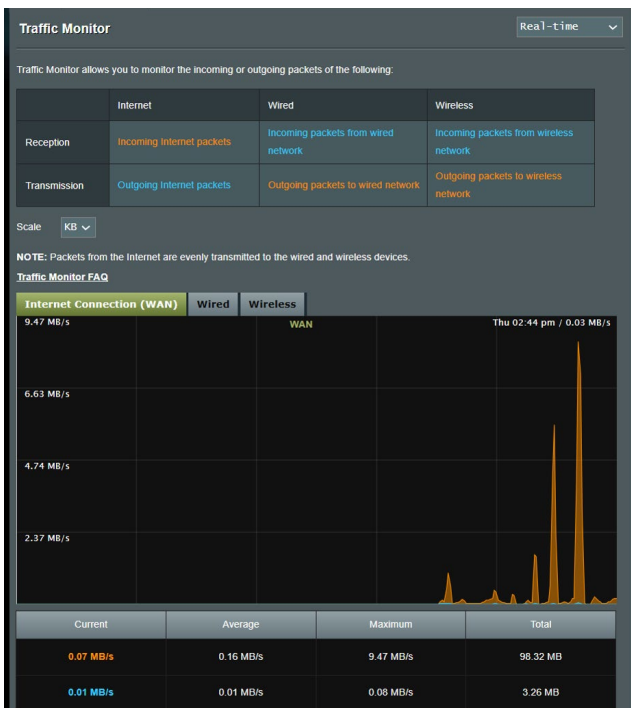 Traffic Monitor
Real-time
Traffic Monitor allows you to monitor the incoming or outgoing packets of the following:
Internet Wired Wireless
Reception Incoming Internet packets Incoming packets from wired network Incoming packets from wireless network
Transmission Outgoing Internet packets Outgoing packets to wired network Outgoing packets to wireless network
Scale KB
NOTE: Packets from the Internet are evenly transmitted to the wired and wireless devices.
Traffic Monitor FAQ
Internet Connection (WAN) Wired Wireless
9.47 MB/s WAN Thu 02:44 pm / 0.03 MB/s
6.63 MB/s
4.74 MB/s
2.37 MB/s
Current Average Maximum Total
0.07 MB/s 0.16 MB/s 9.47 MB/s 98.32 MB
0.01 MB/s 0.01 MB/s 0.08 MB/s 3.26 MB